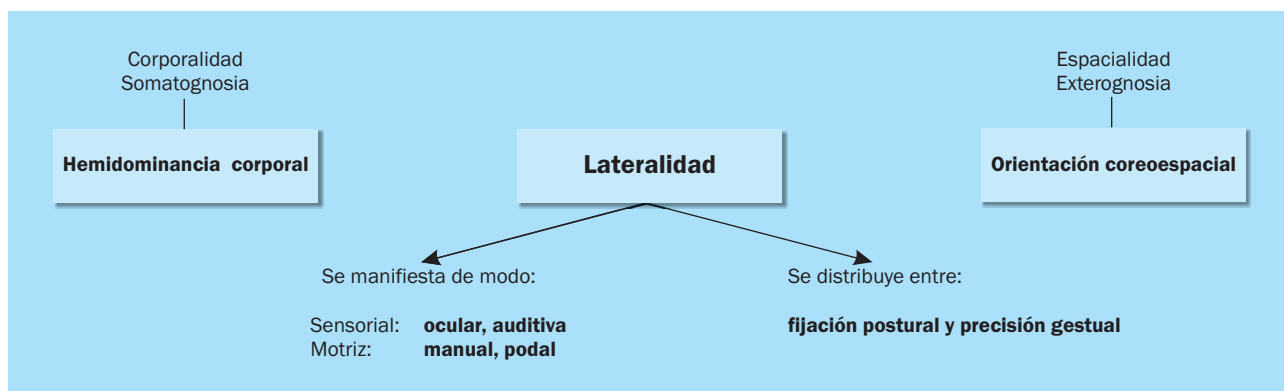 Corporalidad
Somatognosia
Espacialidad
Exterognosia
Hemidominancia corporal
Lateralidad
Orientación coreoespacial
Se manifiesta de modo:
Se distribuye entre:
Sensorial: ocular, auditiva
fijación postural y precisión gestual
Motriz: manual, podal